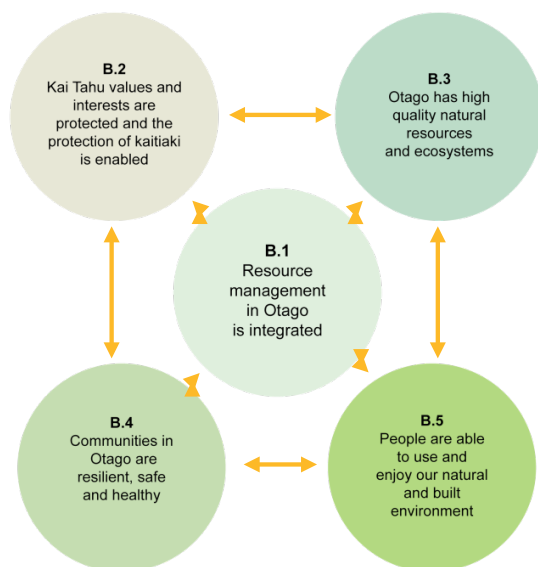 B.2
Kai Tahu values and
interests are
protected and the
protection of kaitiaki
is enabled
B.3
Otago has high
quality natural
resources
and ecosystems
B.1
Resource
management
in Otago
is integrated
B.4
Communities in
Otago are
resilient, safe
and healthy
B.5
People are able
to use and
enjoy our natural
and built
environment